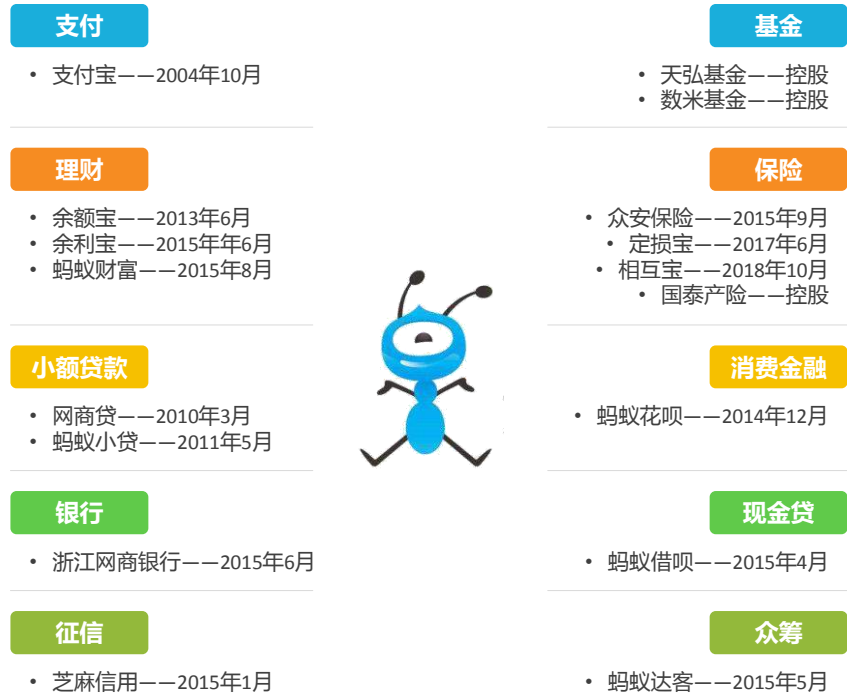 支付
• 支付宝——2004年10月
基金
• 天弘基金——控股
• 数米基金——控股
理财
• 余额宝——2013年6月
• 余利宝——2015年年6月
• 蚂蚁财富——2015年8月
保险
• 众安保险——2015年9月
• 定损宝——2017年6月
• 相互宝——2018年10月
• 国泰产险——控股
小额贷款
• 网商贷——2010年3月
• 蚂蚁小贷——2011年5月
消费金融
• 蚂蚁花呗——2014年12月
银行
• 浙江网商银行——2015年6月
现金贷
• 蚂蚁借呗——2015年4月
征信
• 芝麻信用——2015年1月
众筹
• 蚂蚁达客——2015年5月